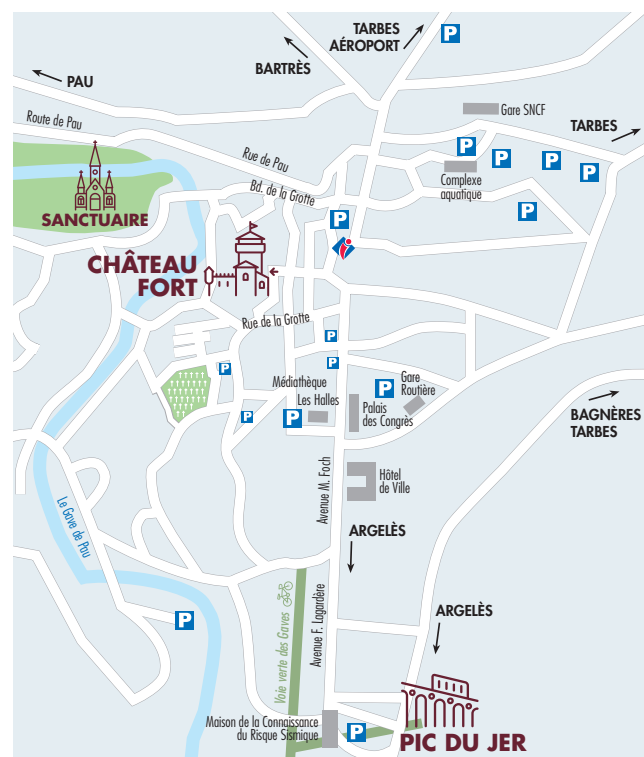 TARBES
AÉROPORT
P
BARTRÈS
PAU
Gare SNCF
Route de Pau
TARBES
P
P
P
P
Rue de Pau
Complexe
aquatique
Bd. de la Grotte
SANCTUAIRE
P
P
CHÂTEAU
FORT
Rue de la Grotte
P
P
P
Médiathèque
Les Halles
P
Gare
Routière
P
P
Palais
des Congrès
BAGNÈRES
TARBES
Avenue M. Foch
Hôtel
de Ville
Le Gave de Pau
ARGELÈS
Voie verte des Gaves
Avenue F. Lagardère
ARGELÈS
P
Maison de la Connaissance
du Risque Sismique
P
PIC DU JER